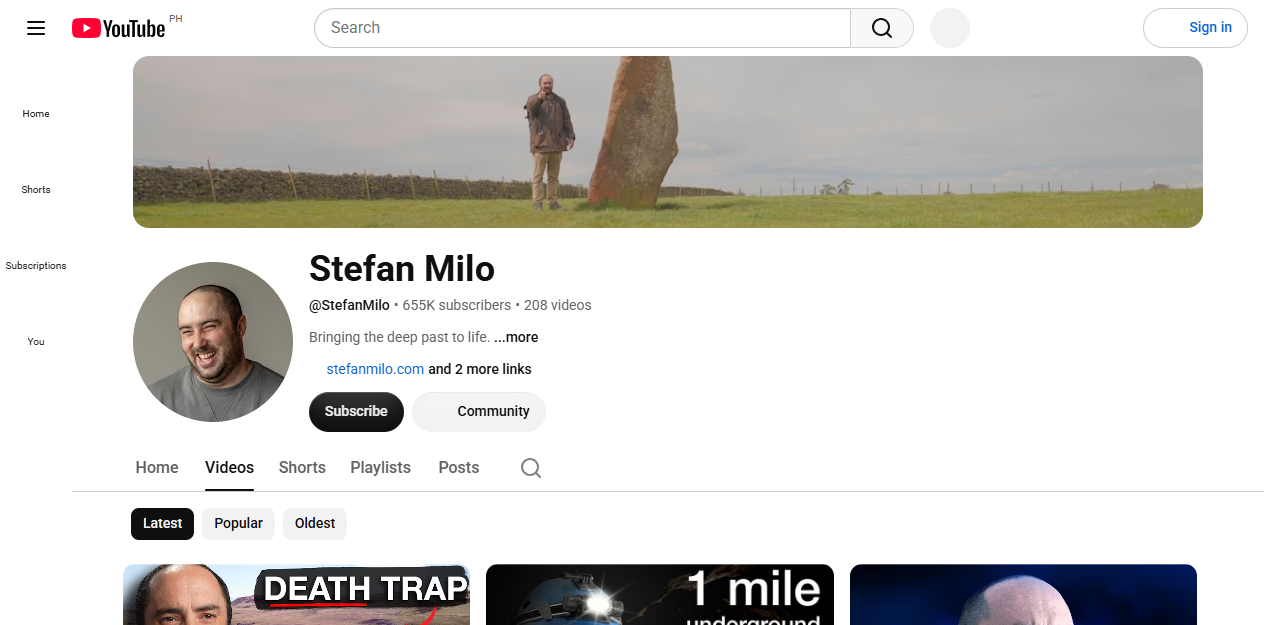 YouTube PH
Search
Sign in
Home
Shorts
Subscriptions
You
Stefan Milo
@StefanMilo • 655K subscribers • 208 videos
Bringing the deep past to life. ...more
stefanmilo.com and 2 more links
Subscribe
Community
Home Videos Shorts Playlists Posts
Latest Popular Oldest
DEATH TRAP
1 mile
underground